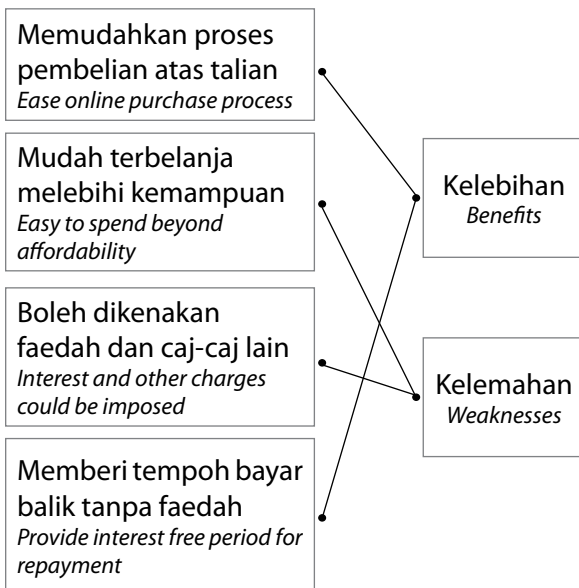 Memudahkan proses
pembelian atas talian
Ease online purchase process
Mudah terbelanja
melebihi kemampuan
Easy to spend beyond
affordability
Boleh dikenakan
faedah dan caj-caj lain
Interest and other charges
could be imposed
Memberi tempoh bayar
balik tanpa faedah
Provide interest free period for
repayment
Kelebihan
Benefits
Kelemahan
Weaknesses